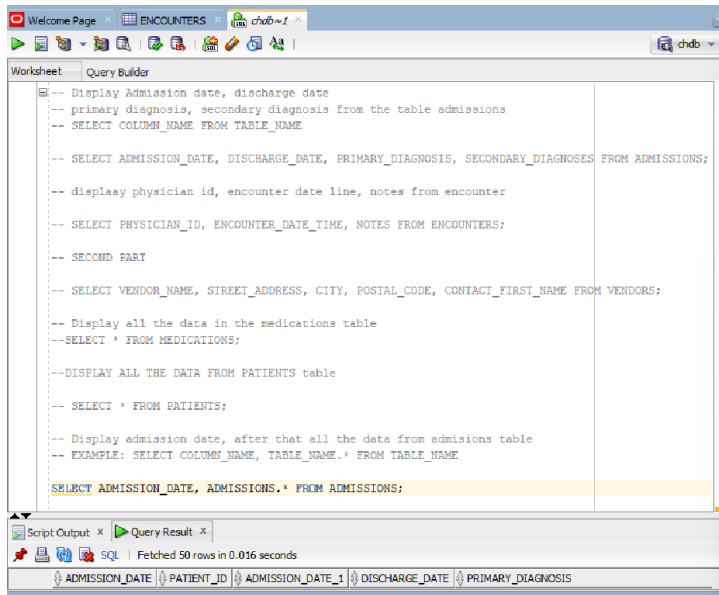 Welcome Page × ENCOUNTERS × chdb~1 ×
chdb
Worksheet Query Builder
-- Display Admission date, discharge date
-- primary diagnosis, secondary diagnosis from the table admissions
-- SELECT COLUMN_NAME FROM TABLE_NAME
-- SELECT ADMISSION_DATE, DISCHARGE_DATE, PRIMARY_DIAGNOSIS, SECONDARY_DIAGNOSES FROM ADMISSIONS;
-- displaay physician id, encounter date line, notes from encounter
-- SELECT PHYSICIAN_ID, ENCOUNTER_DATE_TIME, NOTES FROM ENCOUNTERS;
-- SECOND PART
-- SELECT VENDOR_NAME, STREET_ADDRESS, CITY, POSTAL_CODE, CONTACT_FIRST_NAME FROM VENDORS;
-- Display all the data in the medications table
--SELECT * FROM MEDICATIONS;
--DISPLAY ALL THE DATA FROM PATIENTS table
-- SELECT * FROM PATIENTS;
-- Display admission date, after that all the data from admisions table
-- EXAMPLE: SELECT COLUMN_NAME, TABLE_NAME.* FROM TABLE_NAME
SELECT ADMISSION_DATE, ADMISSIONS.* FROM ADMISSIONS;
Script Output × Query Result ×
SQL | Fetched 50 rows in 0.016 seconds
ADMISSION_DATE PATIENT_ID ADMISSION_DATE_1 DISCHARGE_DATE PRIMARY_DIAGNOSIS